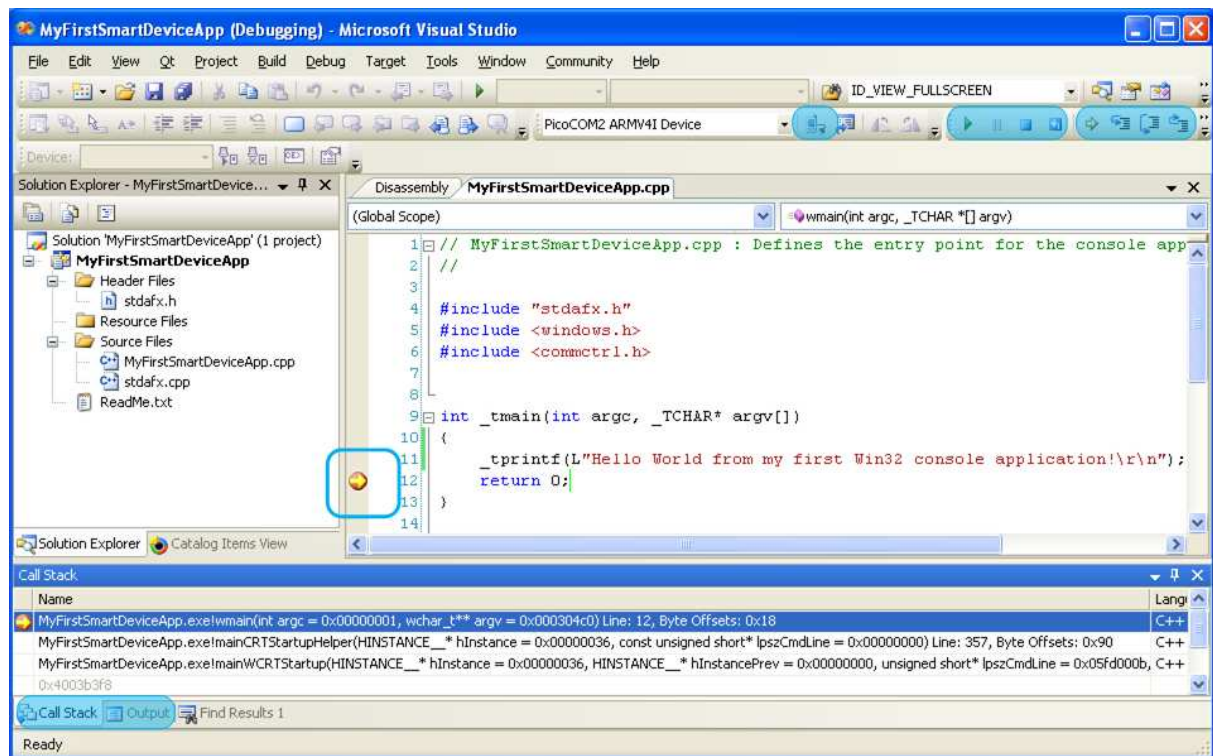 MyFirstSmartDeviceApp (Debugging) - Microsoft Visual Studio
File Edit View Qt Project Build Debug Target Tools Window Community Help
ID_VIEW_FULLSCREEN
PicoCOM2 ARMV4I Device
Device:
Solution Explorer - MyFirstSmartDevice...
Disassembly MyFirstSmartDeviceApp.cpp
(Global Scope) wmain(int argc, _TCHAR *[] argv)
Solution 'MyFirstSmartDeviceApp' (1 project)
MyFirstSmartDeviceApp
Header Files
stdafx.h
Resource Files
Source Files
MyFirstSmartDeviceApp.cpp
stdafx.cpp
ReadMe.txt
1 // MyFirstSmartDeviceApp.cpp : Defines the entry point for the console app
2 //
3
4 #include "stdafx.h"
5 #include <windows.h>
6 #include <commctrl.h>
7
8
9 int _tmain(int argc, _TCHAR* argv[])
10 {
11 _tprintf(L"Hello World from my first Win32 console application!\r\n");
12 return 0;
13 }
14
Solution Explorer Catalog Items View
Call Stack
Name Lang
MyFirstSmartDeviceApp.exe!wmain(int argc = 0x00000001, wchar_t** argv = 0x000304c0) Line: 12, Byte Offsets: 0x18 C++
MyFirstSmartDeviceApp.exe!mainCRTStartupHelper(HINSTANCE__* hInstance = 0x00000036, const unsigned short* lpszCmdLine = 0x00000000) Line: 357, Byte Offsets: 0x90 C++
MyFirstSmartDeviceApp.exe!mainWCRTStartup(HINSTANCE__* hInstance = 0x00000036, HINSTANCE__* hInstancePrev = 0x00000000, unsigned short* lpszCmdLine = 0x05fd000b, C++
0x4003b3f8
Call Stack Output Find Results 1
Ready